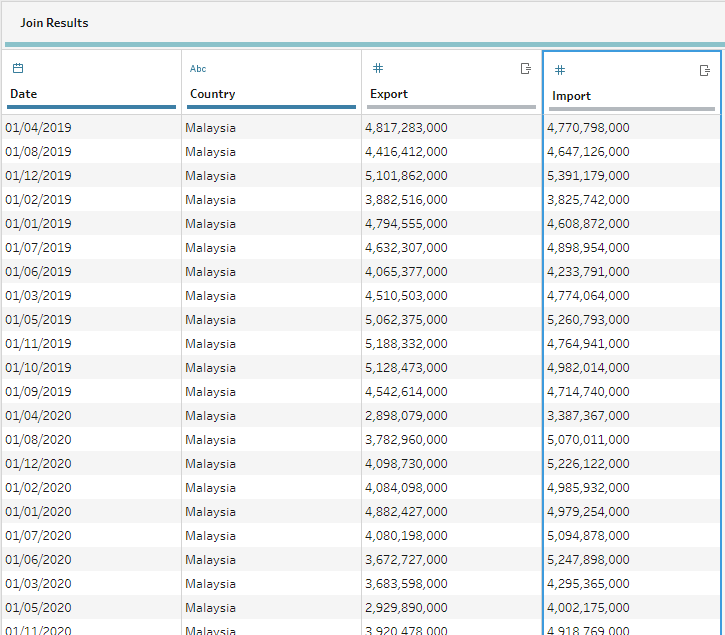 Join Results
Abc
Date Country Export Import
01/04/2019 Malaysia 4,817,283,000 4,770,798,000
01/08/2019 Malaysia 4,416,412,000 4,647,126,000
01/12/2019 Malaysia 5,101,862,000 5,391,179,000
01/02/2019 Malaysia 3,882,516,000 3,825,742,000
01/01/2019 Malaysia 4,794,555,000 4,608,872,000
01/07/2019 Malaysia 4,632,307,000 4,898,954,000
01/06/2019 Malaysia 4,065,377,000 4,233,791,000
01/03/2019 Malaysia 4,510,503,000 4,774,064,000
01/05/2019 Malaysia 5,062,375,000 5,260,793,000
01/11/2019 Malaysia 5,188,332,000 4,764,941,000
01/10/2019 Malaysia 5,128,473,000 4,982,014,000
01/09/2019 Malaysia 4,542,614,000 4,714,740,000
01/04/2020 Malaysia 2,898,079,000 3,387,367,000
01/08/2020 Malaysia 3,782,960,000 5,070,011,000
01/12/2020 Malaysia 4,098,730,000 5,226,122,000
01/02/2020 Malaysia 4,084,098,000 4,985,932,000
01/01/2020 Malaysia 4,882,427,000 4,979,254,000
01/07/2020 Malaysia 4,080,198,000 5,094,878,000
01/06/2020 Malaysia 3,672,727,000 5,247,898,000
01/03/2020 Malaysia 3,683,598,000 4,295,365,000
01/05/2020 Malaysia 2,929,890,000 4,002,175,000
01/11/2020 Malaysia 3,920,478,000 4,918,769,000